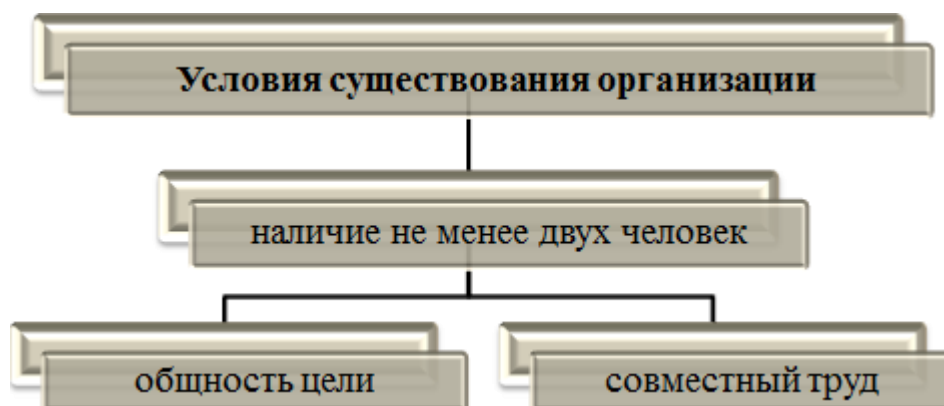 Условия существования организации
наличие не менее двух человек
общность цели
совместный труд